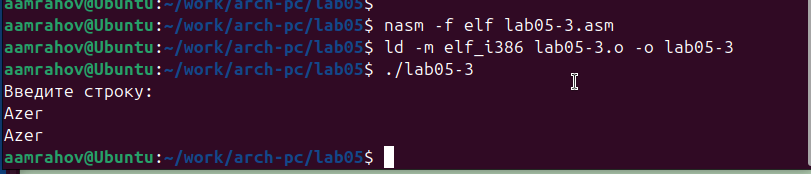 aamrahov@Ubuntu:~/work/arch-pc/lab05$
aamrahov@Ubuntu:~/work/arch-pc/lab05$ nasm -f elf lab05-3.asm
aamrahov@Ubuntu:~/work/arch-pc/lab05$ ld -m elf_i386 lab05-3.o -o lab05-3
aamrahov@Ubuntu:~/work/arch-pc/lab05$ ./lab05-3
Введите строку:
Azer
Azer
aamrahov@Ubuntu:~/work/arch-pc/lab05$